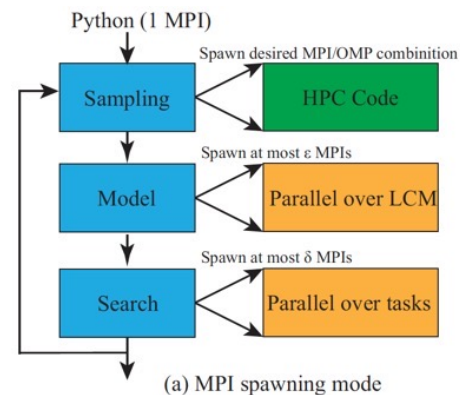 Python (1 MPI)
Spawn desired MPI/OMP combinition
Sampling
HPC Code
Spawn at most ε MPIs
Model
Parallel over LCM
Spawn at most δ MPIs
Search
Parallel over tasks
(a) MPI spawning mode